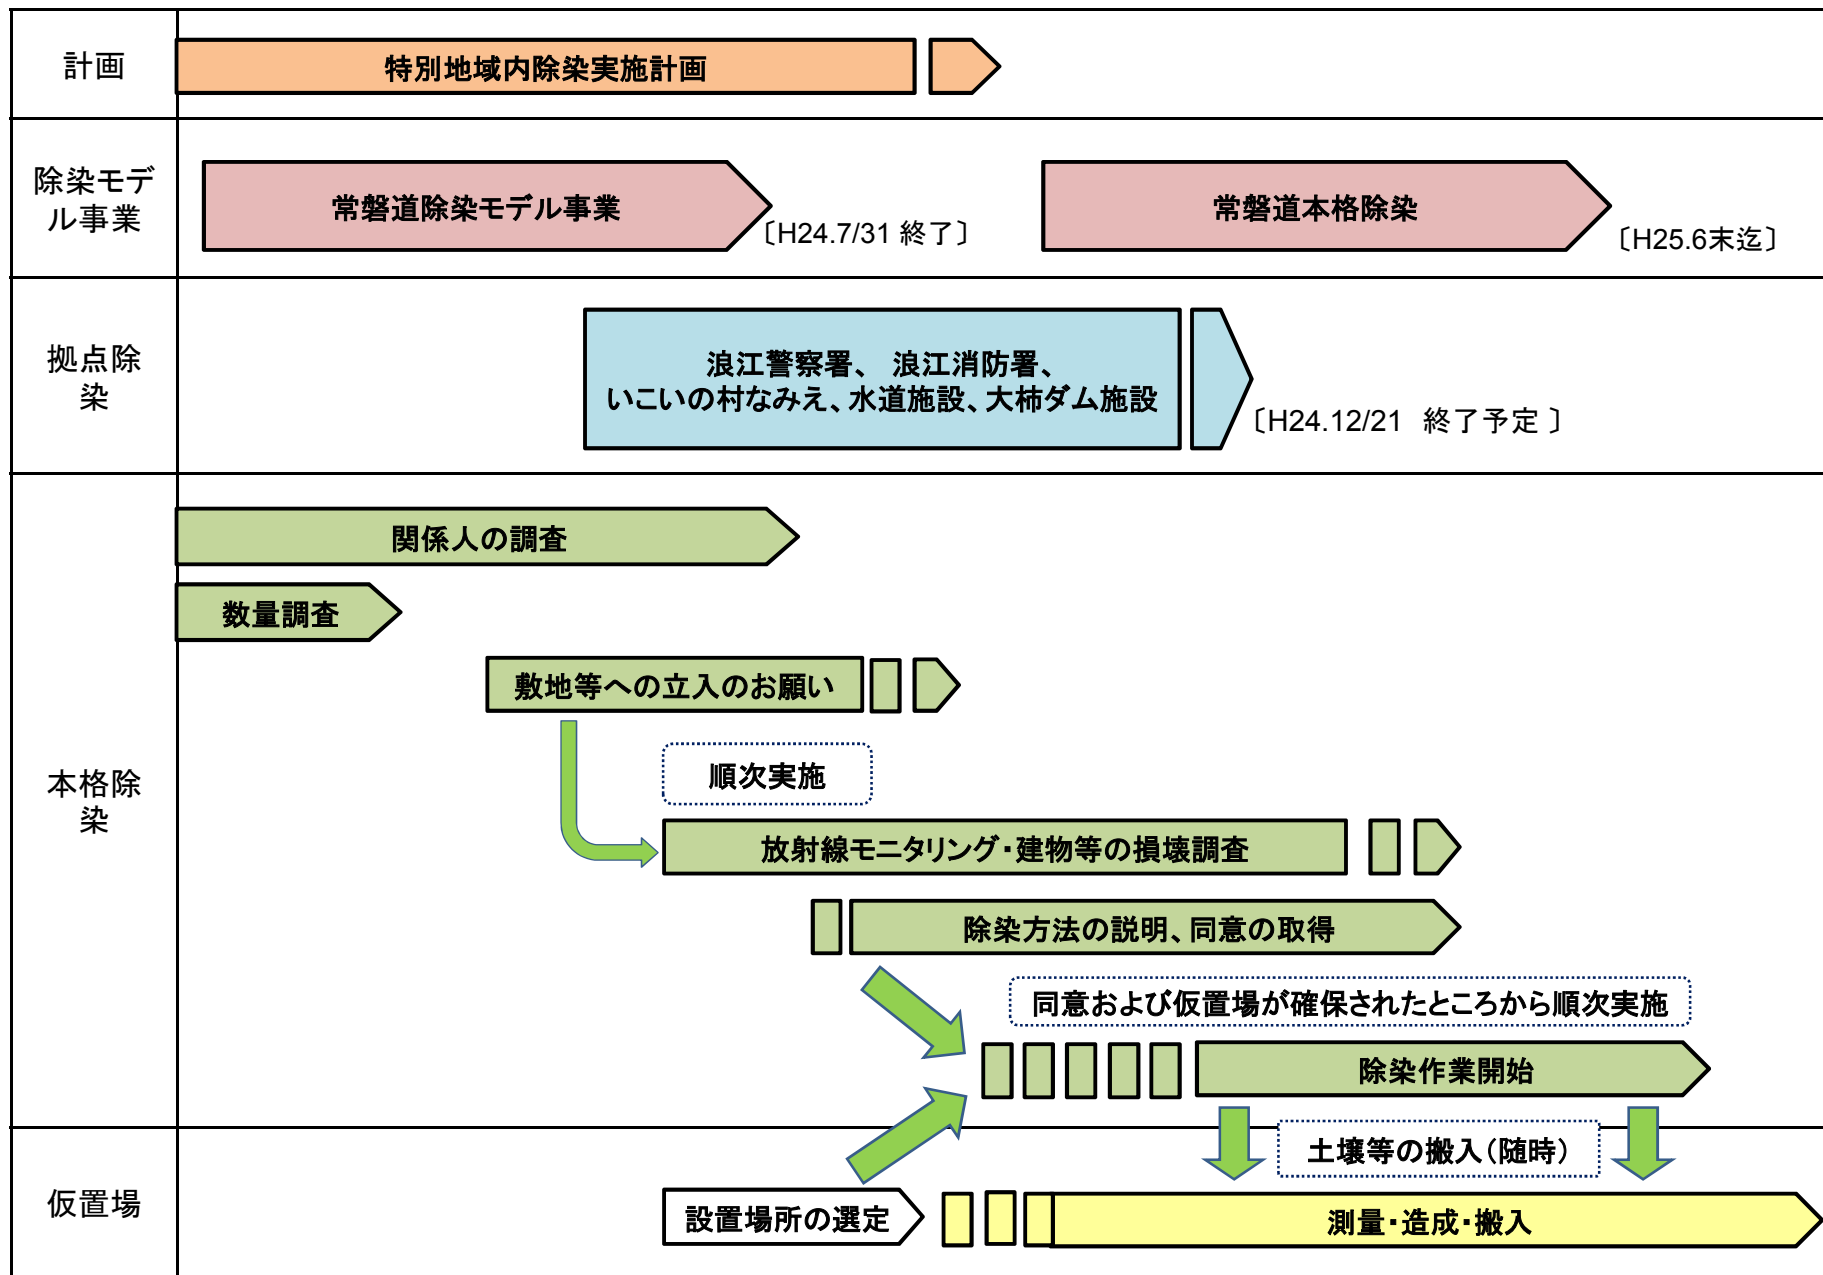 計画
特別地域内除染実施計画
除染モデ
ル事業
常磐道除染モデル事業
〔H24.7/31 終了〕
常磐道本格除染
〔H25.6末迄〕
拠点除
染
浪江警察署、 浪江消防署、
いこいの村なみえ、水道施設、大柿ダム施設
〔H24.12/21 終了予定 〕
本格除
染
関係人の調査
数量調査
敷地等への立入のお願い
順次実施
放射線モニタリング・建物等の損壊調査
除染方法の説明、同意の取得
同意および仮置場が確保されたところから順次実施
除染作業開始
土壌等の搬入(随時)
仮置場
設置場所の選定
測量・造成・搬入